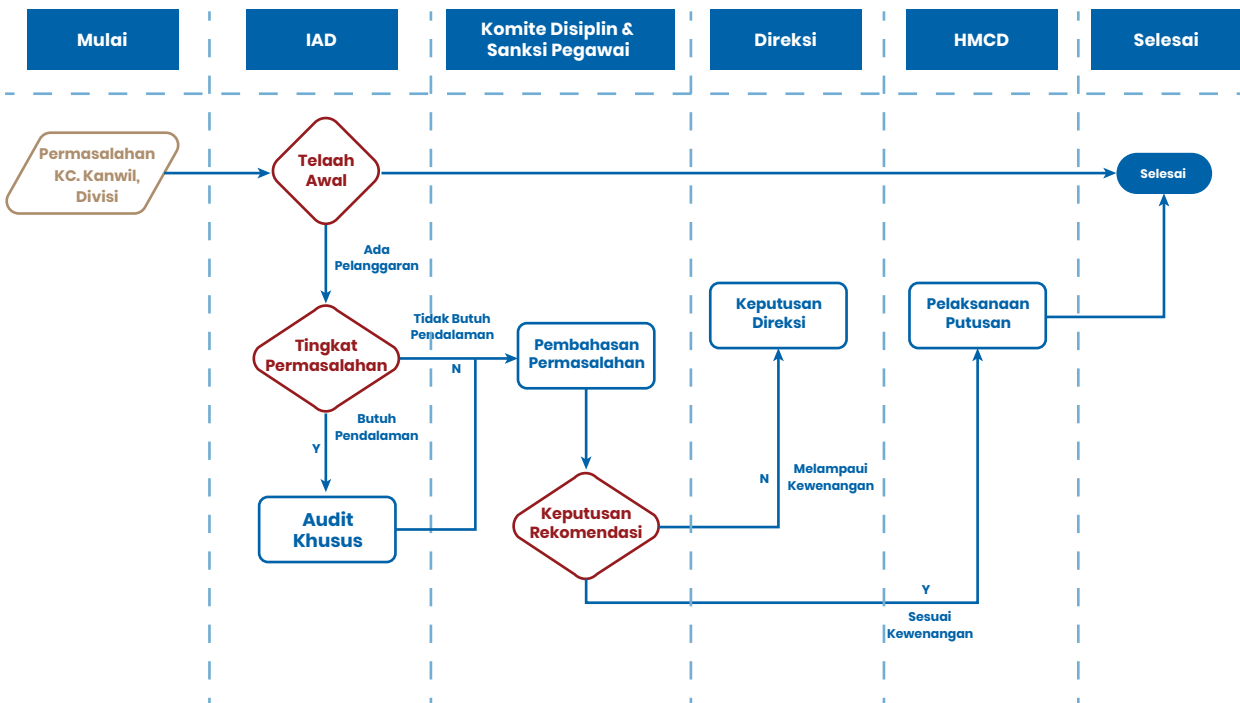 Mulai
IAD
Komite Disiplin &
Sanksi Pegawai
Direksi
HMCD
Selesai
Permasalahan
KC. Kanwil,
Divisi
Telaah
Awal
Selesai
Ada
Pelanggaran
Tingkat
Permasalahan
Tidak Butuh
Pendalaman
N
Pembahasan
Permasalahan
Keputusan
Direksi
Pelaksanaan
Putusan
Butuh
Pendalaman
Y
Audit
Khusus
Keputusan
Rekomendasi
N
Melampaui
Kewenangan
Y
Sesuai
Kewenangan